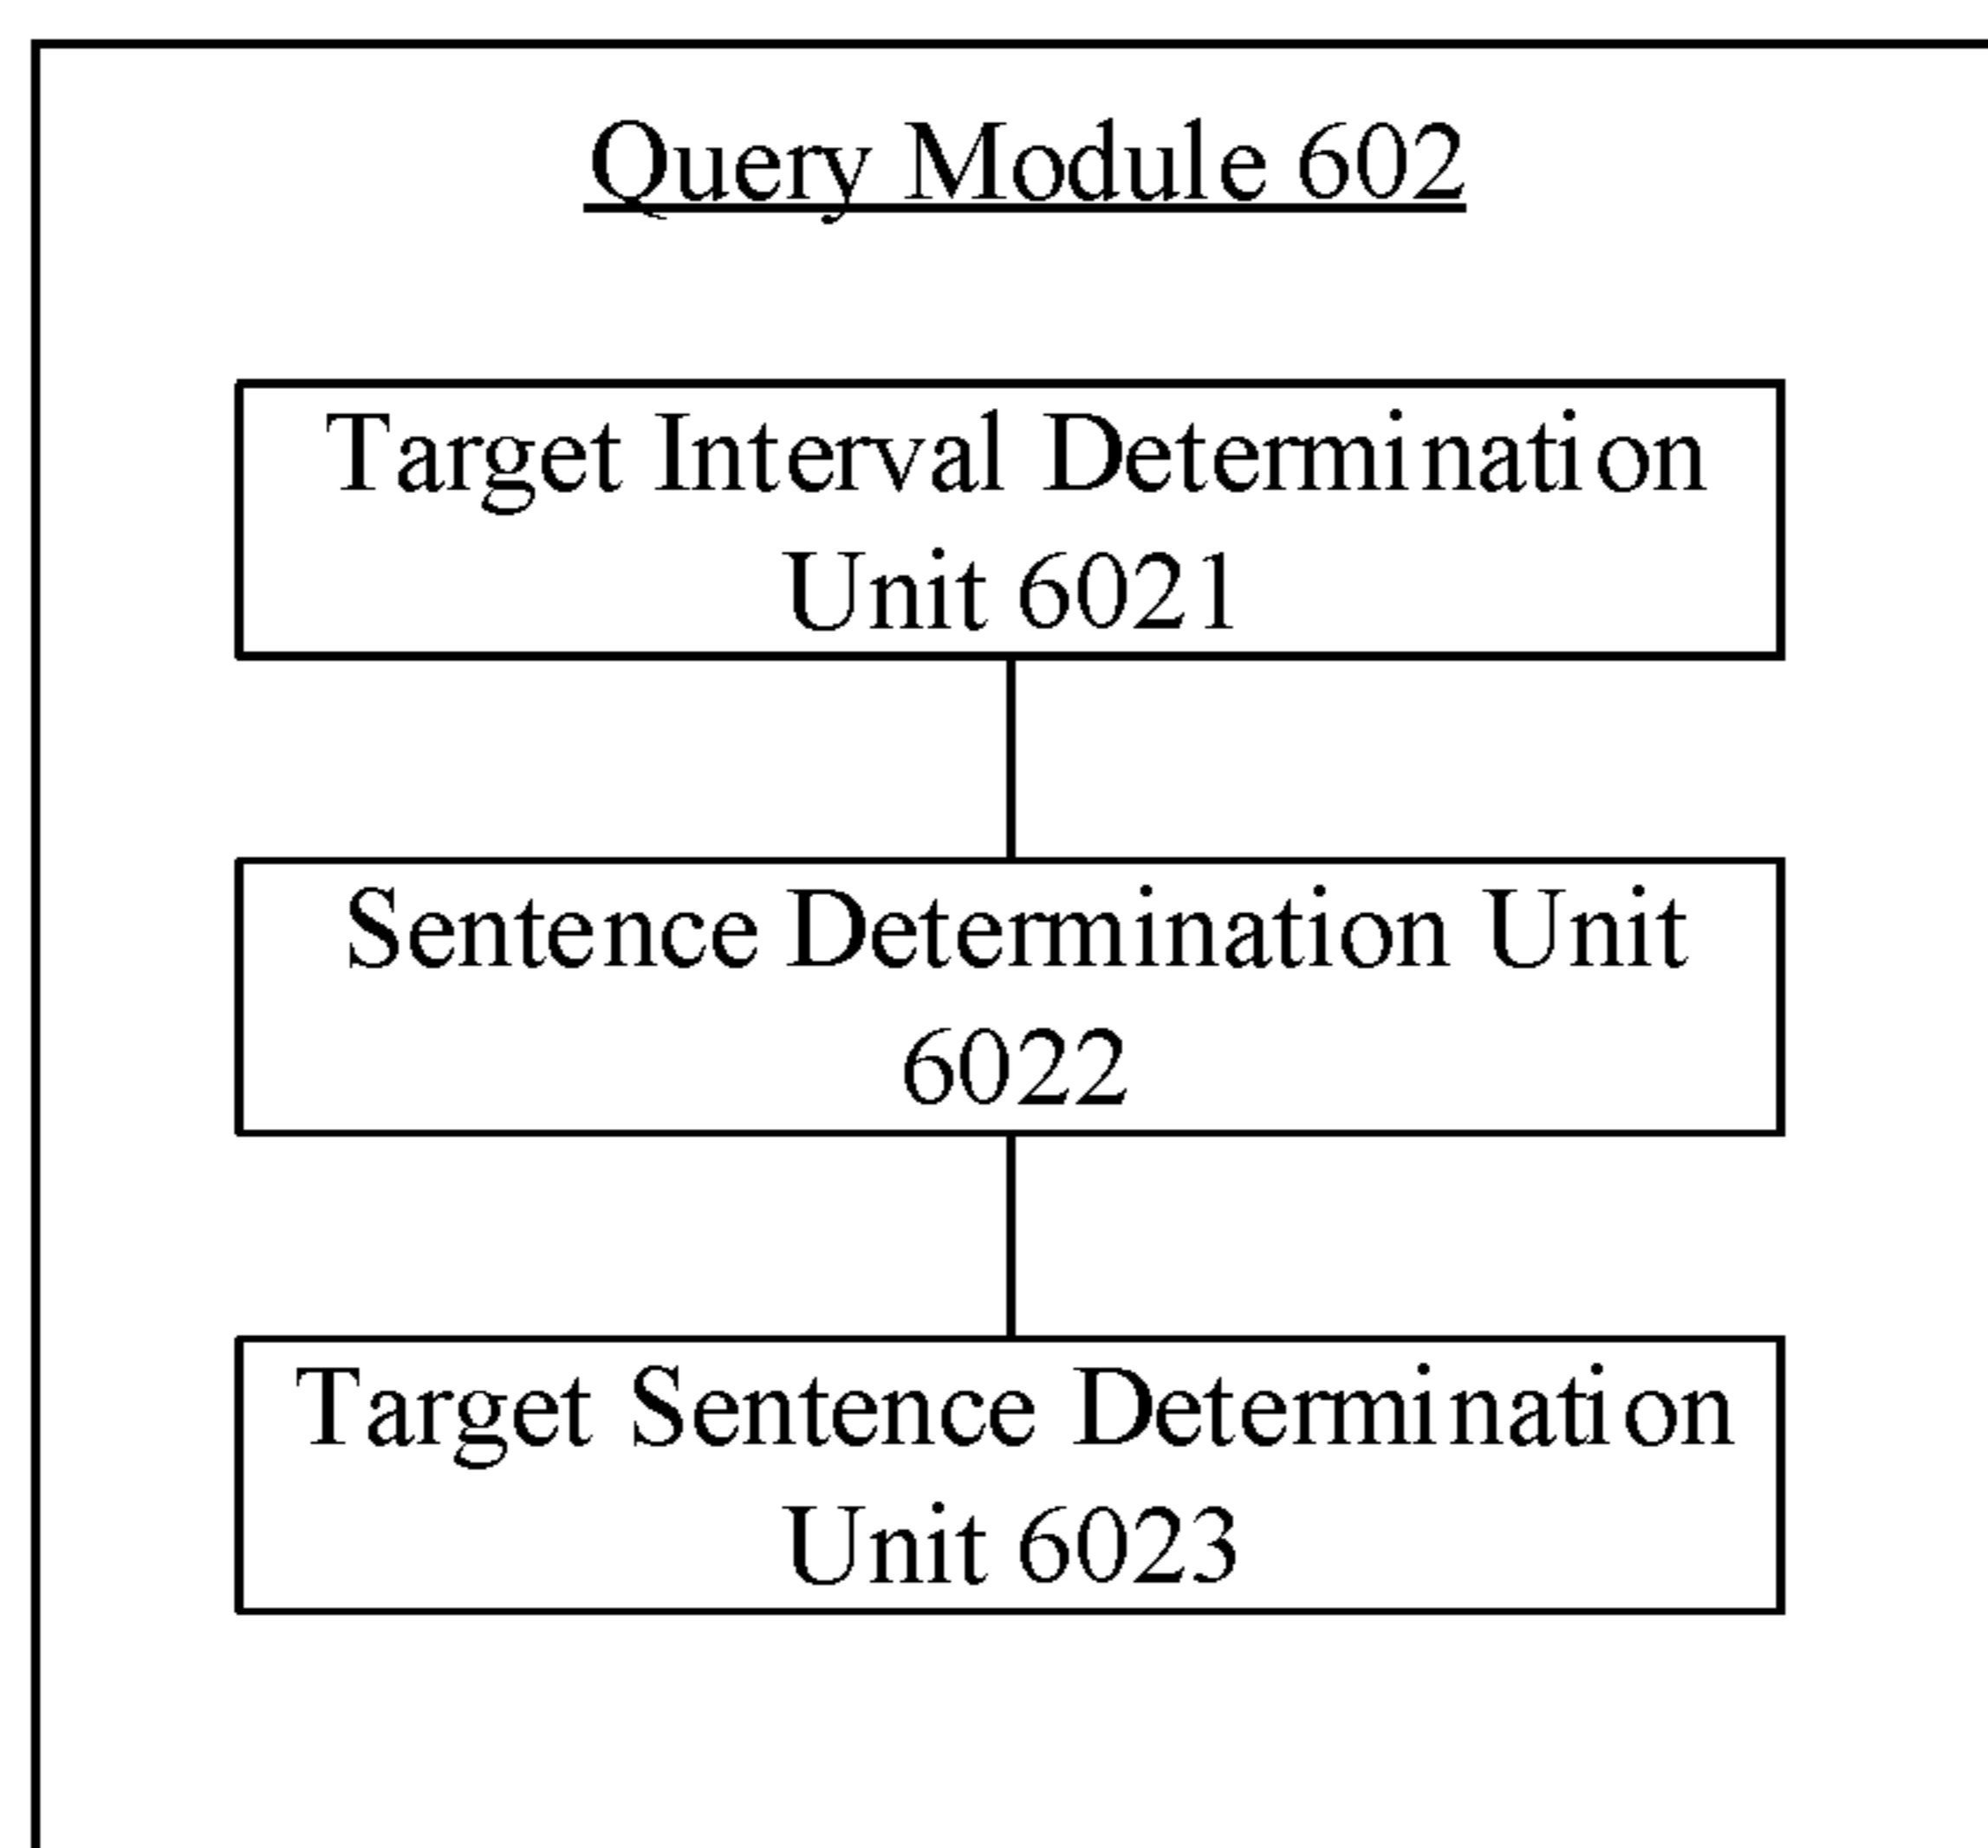 Query Module 602
Target Interval Determination
Unit 6021
Sentence Determination Unit
6022
Target Sentence Determination
Unit 6023